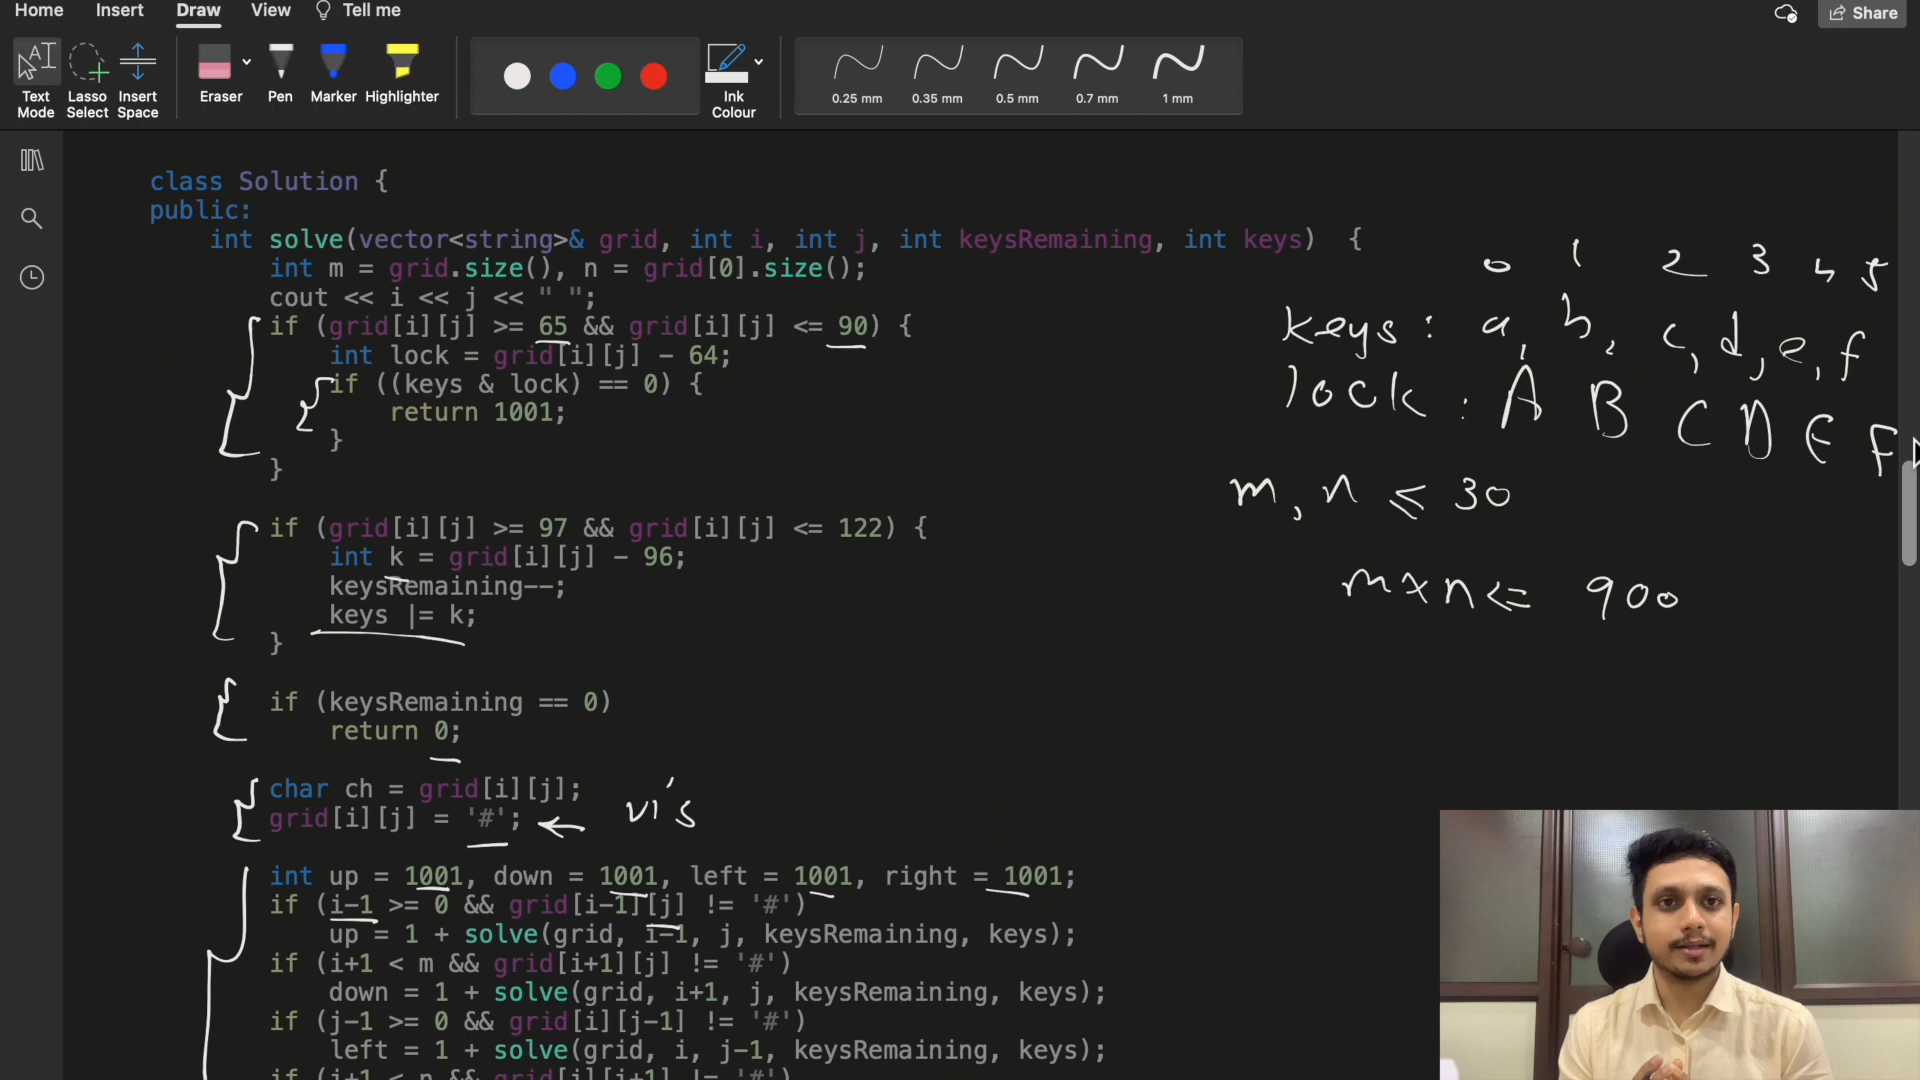 Home Insert Draw View Tell me Share
Text Mode
Lasso Select
Insert Space
Eraser
Pen
Marker
Highlighter
Ink Colour
0.25 mm
0.35 mm
0.5 mm
0.7 mm
1 mm
class Solution {
public:
int solve(vector<string>& grid, int i, int j, int keysRemaining, int keys) {
int m = grid.size(), n = grid[0].size();
cout << i << j << " ";
if (grid[i][j] >= 65 && grid[i][j] <= 90) {
int lock = grid[i][j] - 64;
if ((keys & lock) == 0) {
return 1001;
}
}
if (grid[i][j] >= 97 && grid[i][j] <= 122) {
int k = grid[i][j] - 96;
keysRemaining--;
keys |= k;
}
if (keysRemaining == 0)
return 0;
char ch = grid[i][j];
grid[i][j] = '#'; ← vis
int up = 1001, down = 1001, left = 1001, right = 1001;
if (i-1 >= 0 && grid[i-1][j] != '#')
up = 1 + solve(grid, i-1, j, keysRemaining, keys);
if (i+1 < m && grid[i+1][j] != '#')
down = 1 + solve(grid, i+1, j, keysRemaining, keys);
if (j-1 >= 0 && grid[i][j-1] != '#')
left = 1 + solve(grid, i, j-1, keysRemaining, keys);
if (j+1 < n && grid[i][j+1] != '#')
0 1 2 3 4 5
keys : a, b, c, d, e, f
lock : A B C D E F
m, n ≤ 30
m x n <= 900